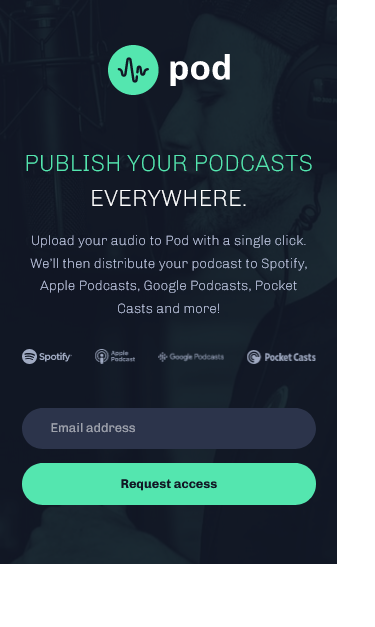 pod
PUBLISH YOUR PODCASTS
EVERYWHERE.
Upload your audio to Pod with a single click.
We'll then distribute your podcast to Spotify,
Apple Podcasts, Google Podcasts, Pocket
Casts and more!
Spotify
Apple
Podcast
Google Podcasts
Pocket Casts
Email address
Request access